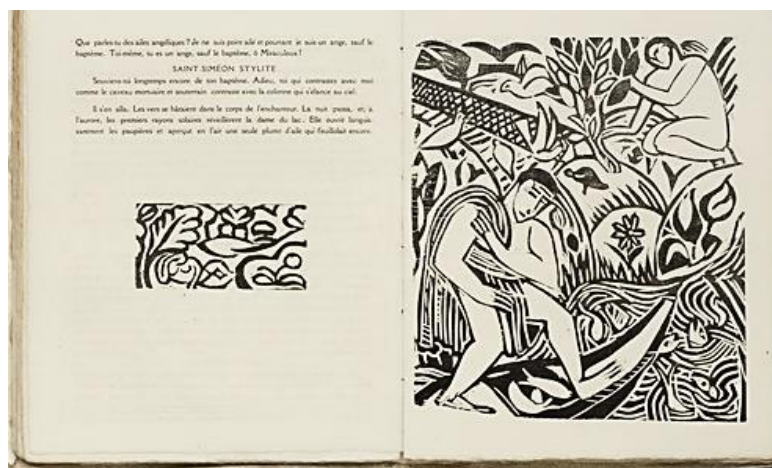 Que parles-tu des ailes angéliques ? Je ne suis point ailé et pourtant je suis un ange, sauf le
baptême. Toi-même, tu es un ange, sauf le baptême, ô Miraculeux !
SAINT SIMÉON STYLITE
Souviens-toi longtemps encore de ton baptême. Adieu, toi qui contrastes avec moi
comme le caveau mortuaire et souterrain contraste avec la colonne qui s'élance au ciel.
Il s'en alla. Les vers se hâtaient dans le corps de l'enchanteur. La nuit passa, et, à
l'aurore, les premiers rayons solaires réveillèrent la dame du lac. Elle ouvrit languis-
samment les paupières et aperçut en l'air une seule plume d'aile qui feuillolait encore.